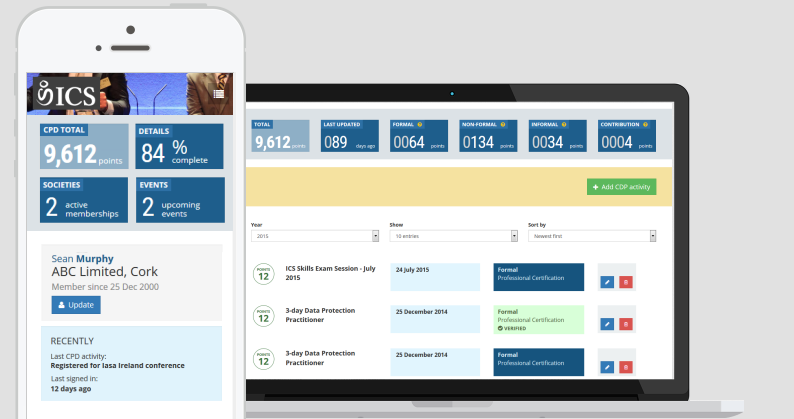 ICS
CPD TOTAL
9,612 points
DETAILS
84 % complete
SOCIETIES
2 active memberships
EVENTS
2 upcoming events
Sean Murphy
ABC Limited, Cork
Member since 25 Dec 2000
Update
RECENTLY
Last CPD activity:
Registered for Iasa Ireland conference
Last signed in:
12 days ago
TOTAL
9,612 points
LAST UPDATED
089 days ago
FORMAL
0064 points
NON-FORMAL
0134 points
INFORMAL
0034 points
CONTRIBUTION
0004 points
+ Add CDP activity
Year
2015
Show
10 entries
Sort by
Newest first
POINTS
12
ICS Skills Exam Session - July
2015
24 July 2015
Formal
Professional Certification
POINTS
12
3-day Data Protection
Practitioner
25 December 2014
Formal
Professional Certification
VERIFIED
POINTS
12
3-day Data Protection
Practitioner
25 December 2014
Formal
Professional Certification